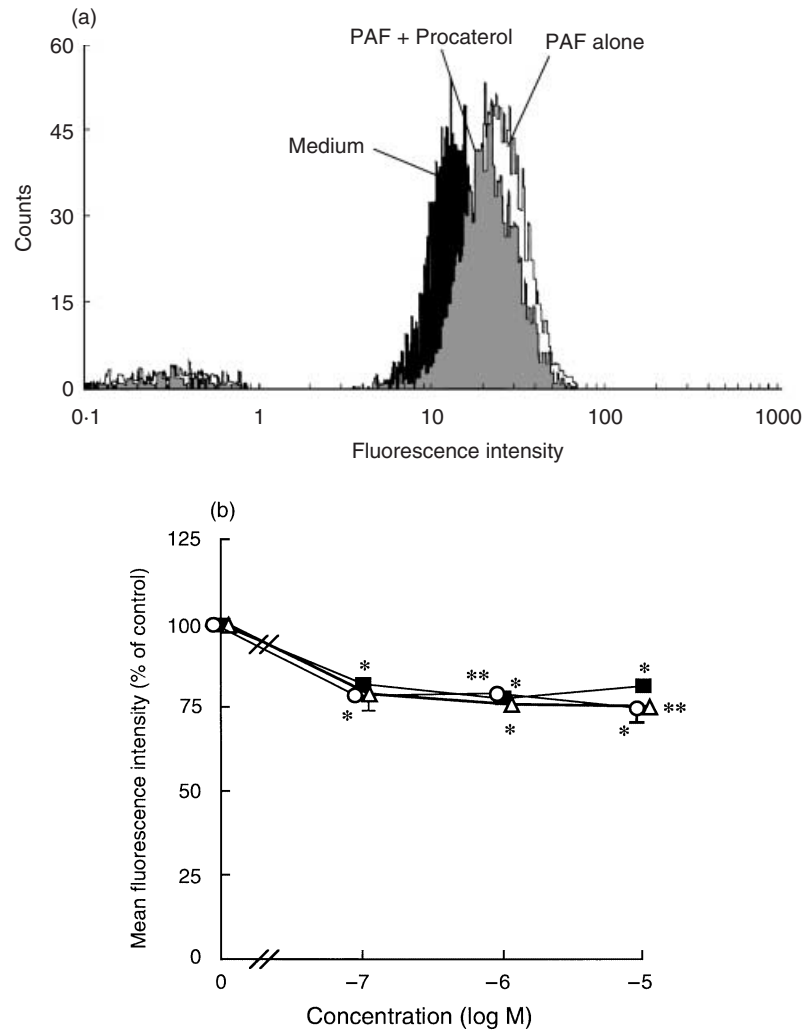 (a)
PAF + Procaterol
PAF alone
Medium
Counts
60
45
30
15
0
0·1 1 10 100 1000
Fluorescence intensity
(b)
Mean fluorescence intensity (% of control)
125
100
75
50
25
0
*
*
**
*
*
*
*
**
0 –7 –6 –5
Concentration (log M)